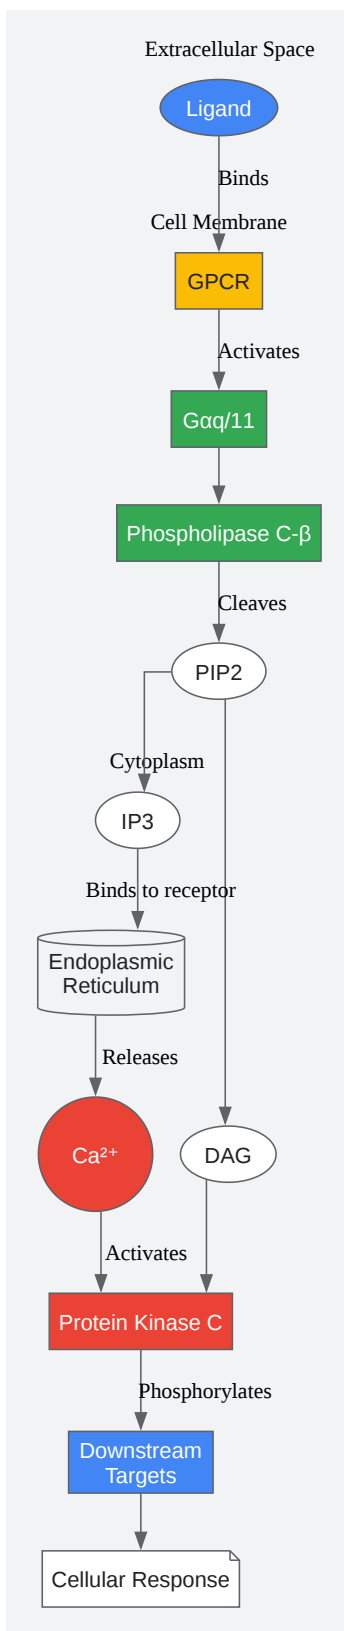 Extracellular Space
Ligand
Binds
Cell Membrane
GPCR
Activates
Gαq/11
Phospholipase C-β
Cleaves
PIP2
Cytoplasm
IP3
Binds to receptor
Endoplasmic
Reticulum
Releases
Ca²⁺
DAG
Activates
Protein Kinase C
Phosphorylates
Downstream
Targets
Cellular Response